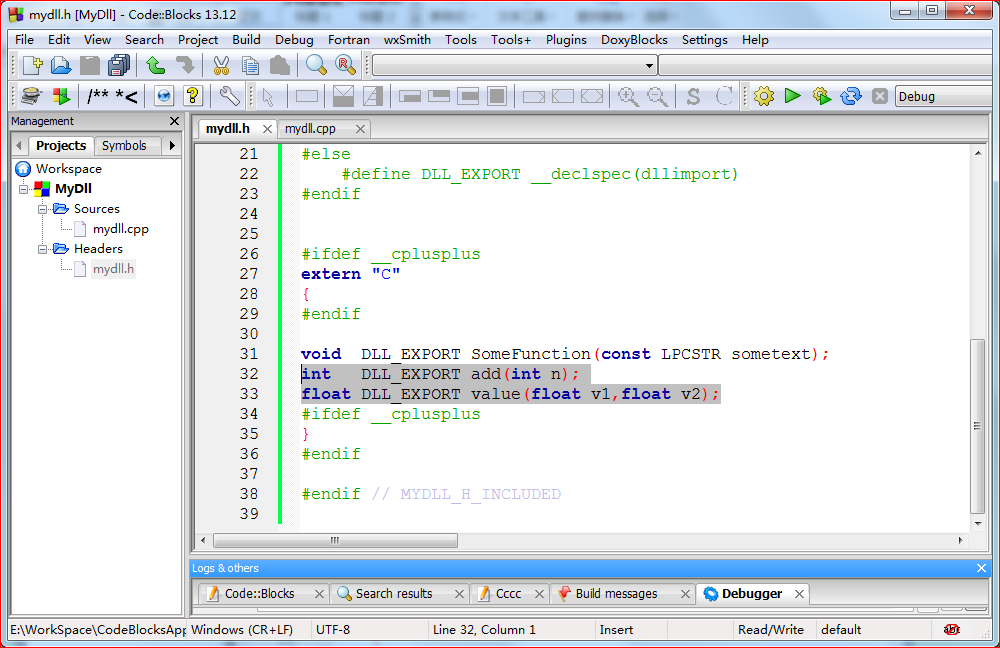 mydll.h [MyDll] - Code::Blocks 13.12
File Edit View Search Project Build Debug Fortran wxSmith Tools Tools+ Plugins DoxyBlocks Settings Help
/** *<
S
Debug
Management
Projects Symbols
Workspace
MyDll
Sources
mydll.cpp
Headers
mydll.h
mydll.h mydll.cpp
21 #else
22     #define DLL_EXPORT __declspec(dllimport)
23 #endif
24
25
26 #ifdef __cplusplus
27 extern "C"
28 {
29 #endif
30
31 void  DLL_EXPORT SomeFunction(const LPCSTR sometext);
32 int   DLL_EXPORT add(int n);
33 float DLL_EXPORT value(float v1,float v2);
34 #ifdef __cplusplus
35 }
36 #endif
37
38 #endif // MYDLL_H_INCLUDED
39
Logs & others
Code::Blocks Search results Cccc Build messages Debugger
E:\WorkSpace\CodeBlocksApp Windows (CR+LF) UTF-8 Line 32, Column 1 Insert Read/Write default